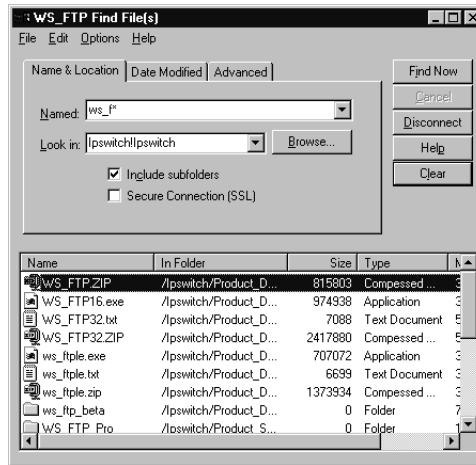 WS_FTP Find File(s)
File Edit Options Help
Name & Location Date Modified Advanced
Named: ws_f*
Look in: Ipswitch!Ipswitch Browse...
Include subfolders
Secure Connection (SSL)
Find Now
Cancel
Disconnect
Help
Clear
Name In Folder Size Type
WS_FTP.ZIP /Ipswitch/Product_D... 815803 Compessed ...
WS_FTP16.exe /Ipswitch/Product_D... 974938 Application
WS_FTP32.txt /Ipswitch/Product_D... 7088 Text Document
WS_FTP32.ZIP /Ipswitch/Product_D... 2417880 Compessed ...
ws_ftple.exe /Ipswitch/Product_D... 707072 Application
ws_ftple.txt /Ipswitch/Product_D... 6699 Text Document
ws_ftple.zip /Ipswitch/Product_D... 1373934 Compessed ...
ws_ftp_beta /Ipswitch/Product_D... 0 Folder
WS_FTP_Pro /Ipswitch/Product_S... 0 Folder